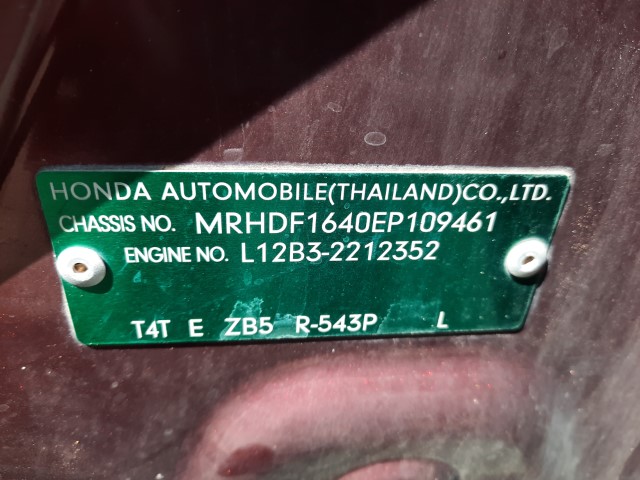 HONDA AUTOMOBILE(THAILAND)CO.,LTD.
CHASSIS NO. MRHDF1640EP109461
ENGINE NO. L12B3-2212352
T4T E ZB5 R-543P L